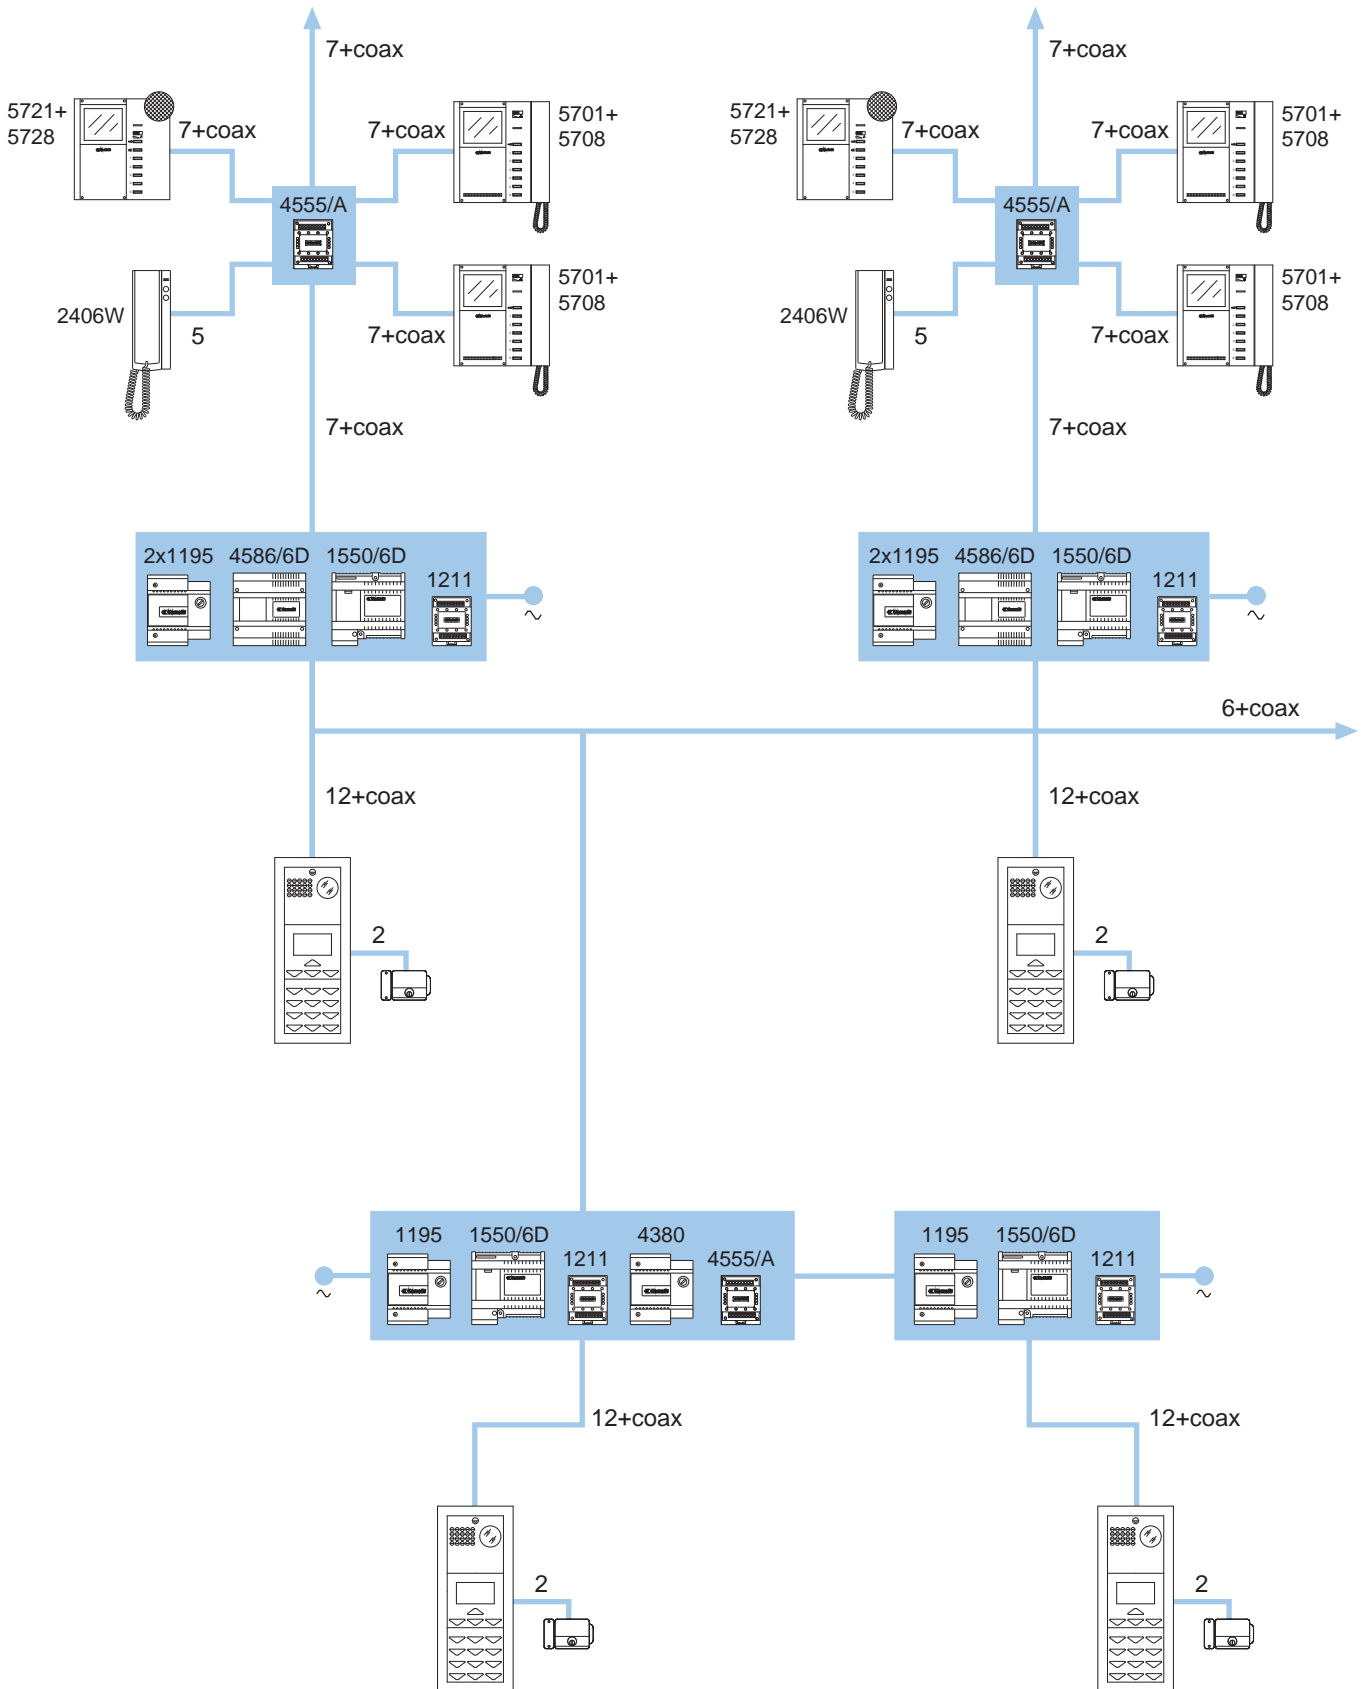 7+coax
7+coax
5721+
5728
7+coax
7+coax
5701+
5708
5721+
5728
7+coax
7+coax
5701+
5708
4555/A
4555/A
2406W
5
7+coax
5701+
5708
2406W
5
7+coax
5701+
5708
7+coax
7+coax
2x1195
4586/6D
1550/6D
1211
2x1195
4586/6D
1550/6D
1211
6+coax
12+coax
12+coax
2
2
1195
1550/6D
1211
4380
4555/A
1195
1550/6D
1211
12+coax
12+coax
2
2